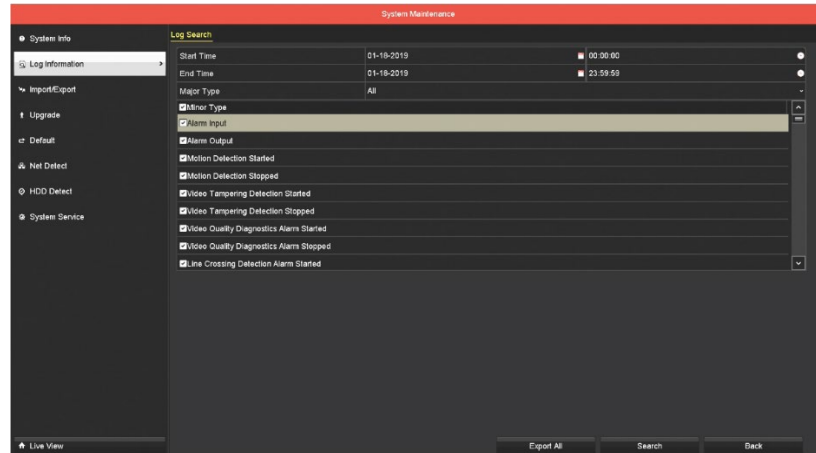 System Maintenance
System Info
Log Information
Import/Export
Upgrade
Default
Net Detect
HDD Detect
System Service
Live View
Log Search
Start Time 01-18-2019 00:00:00
End Time 01-18-2019 23:59:59
Major Type All
Minor Type
Alarm Input
Alarm Output
Motion Detection Started
Motion Detection Stopped
Video Tampering Detection Started
Video Tampering Detection Stopped
Video Quality Diagnostics Alarm Started
Video Quality Diagnostics Alarm Stopped
Line Crossing Detection Alarm Started
Export All Search Back